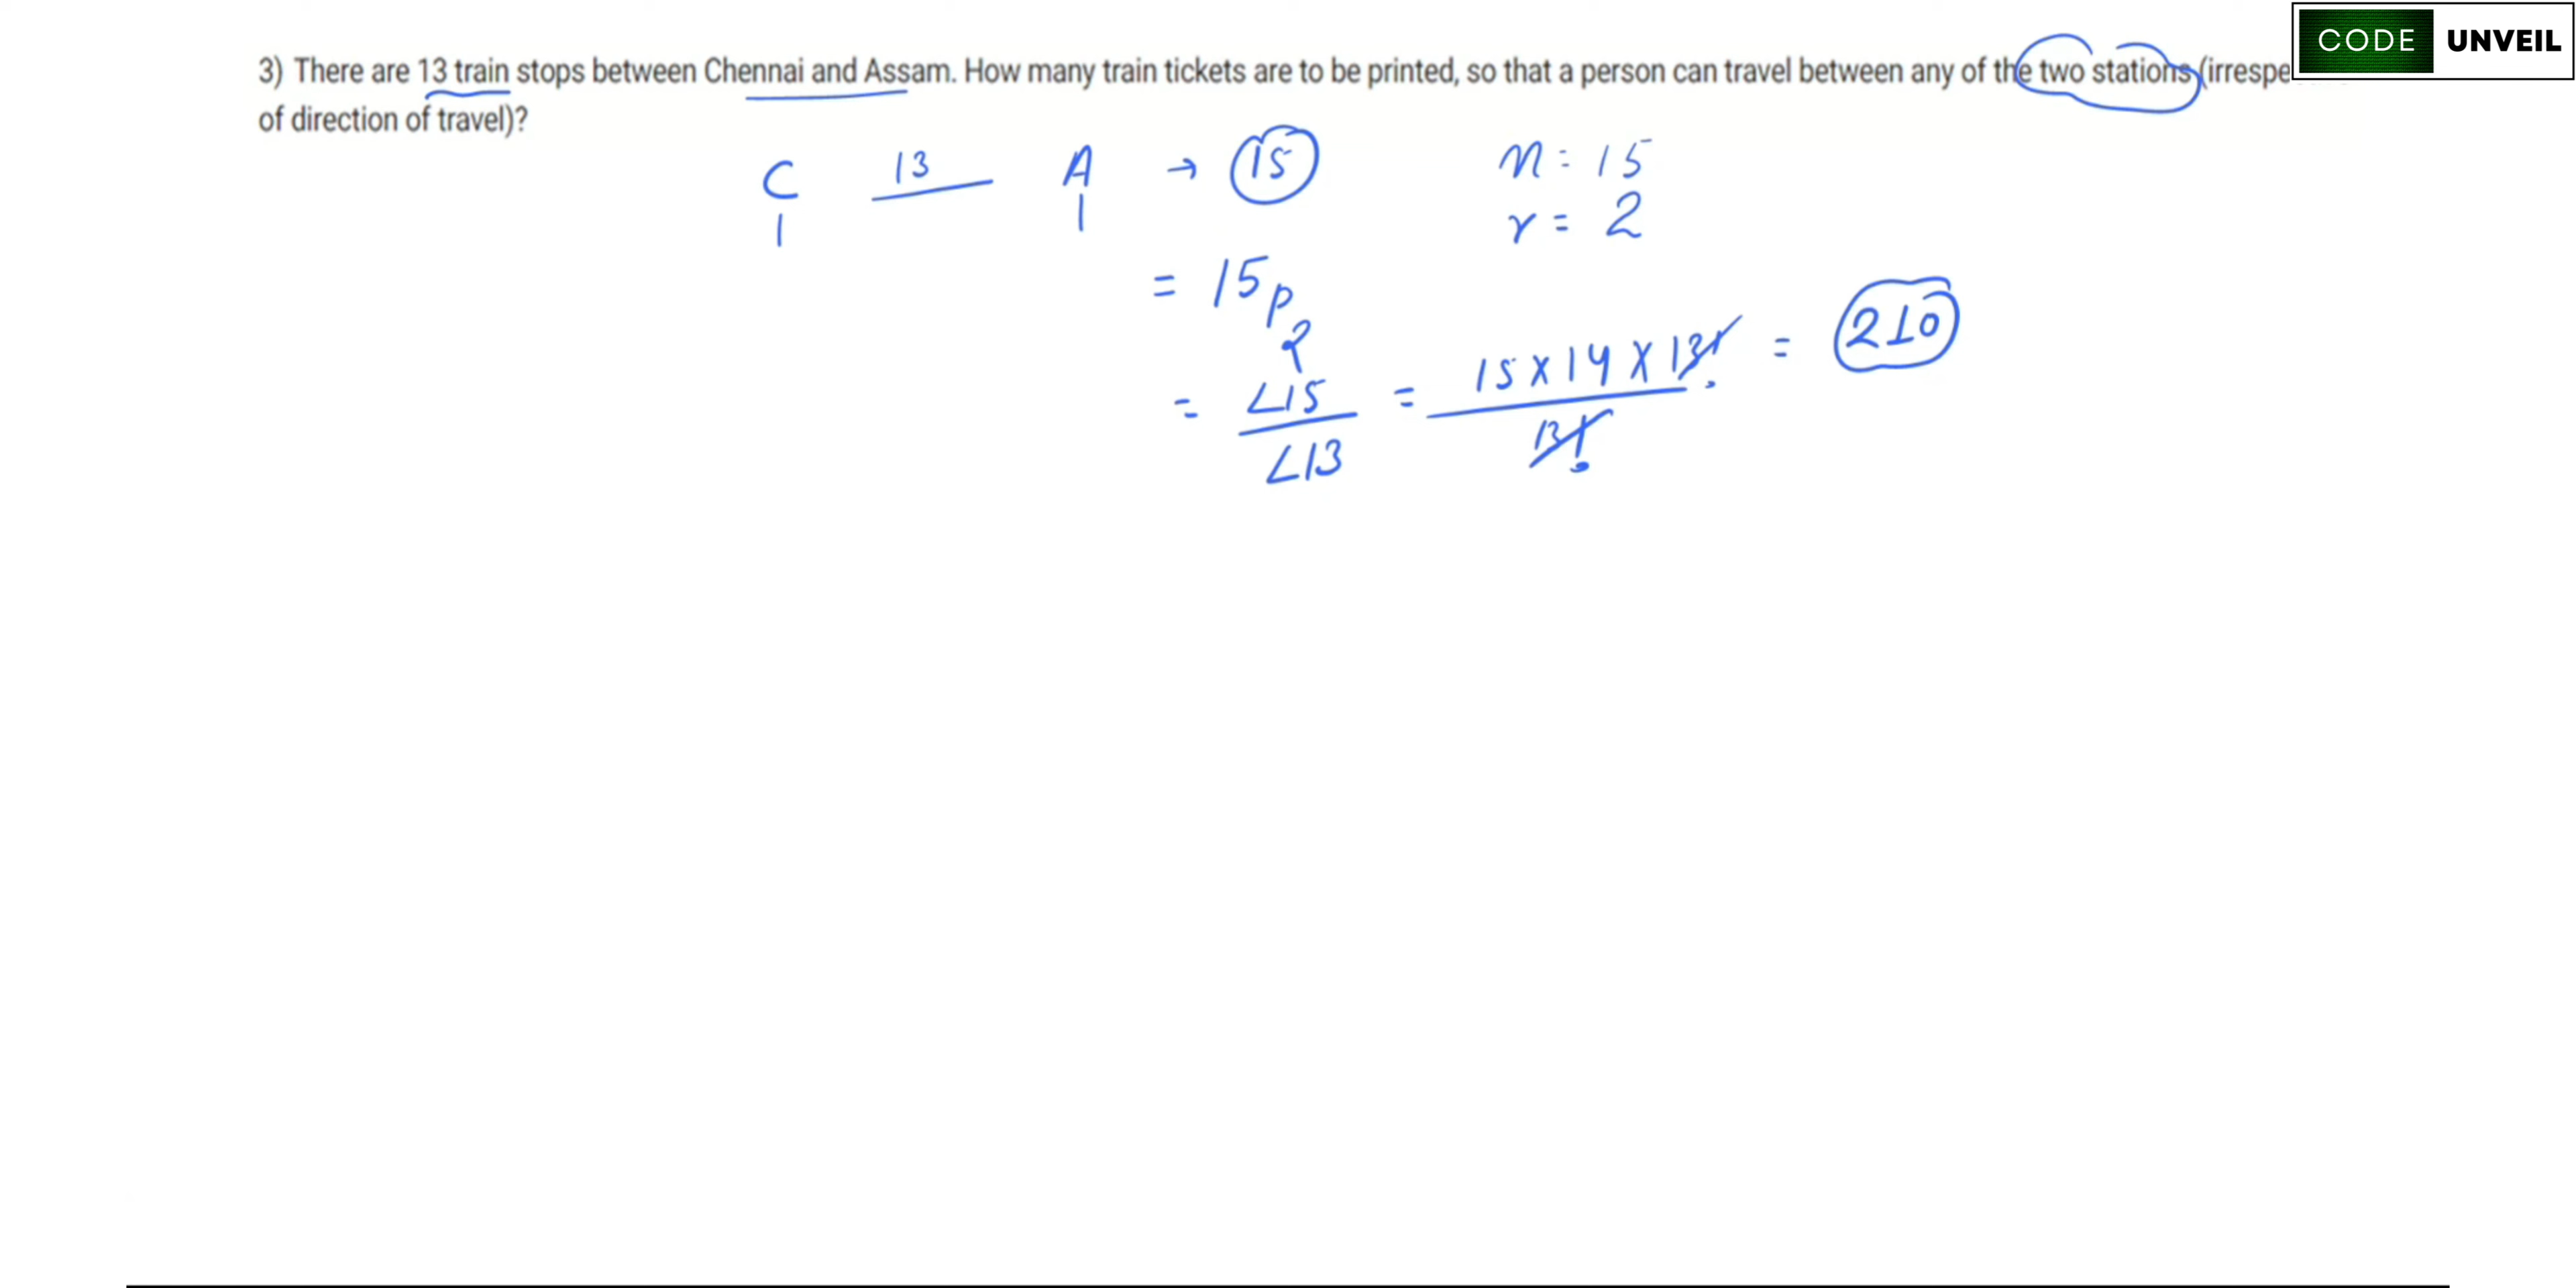 CODE UNVEIL
3) There are 13 train stops between Chennai and Assam. How many train tickets are to be printed, so that a person can travel between any of the two stations (irrespe
of direction of travel)?
C 13 A → 15 n = 15
1 1 r = 2
= 15P2
= ∠15 / ∠13 = 15 x 14 x 13! / 13! = 210